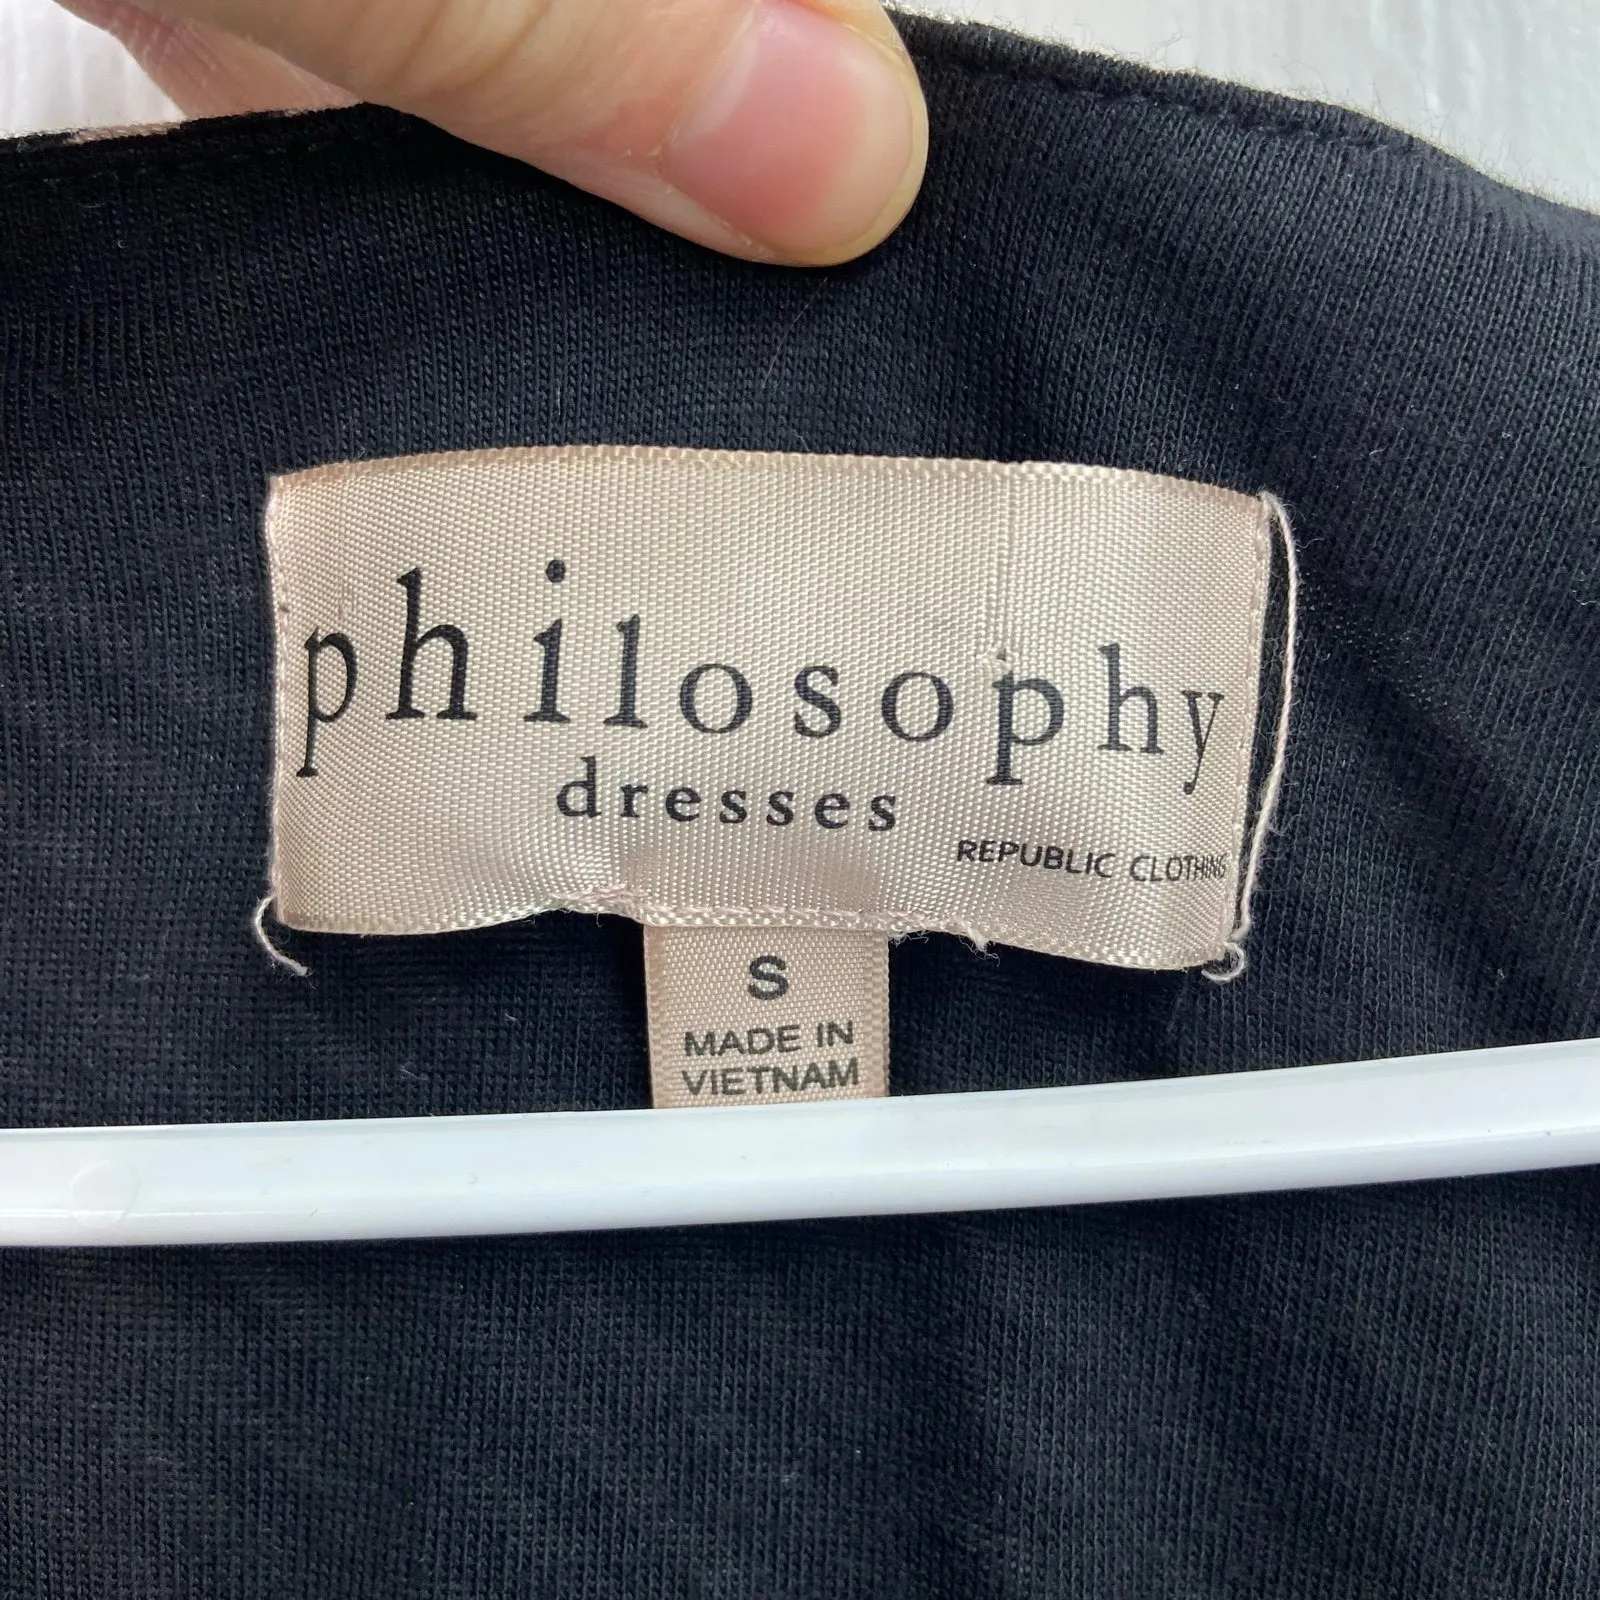 philosophy
dresses
REPUBLIC CLOTHING
S
MADE IN
VIETNAM